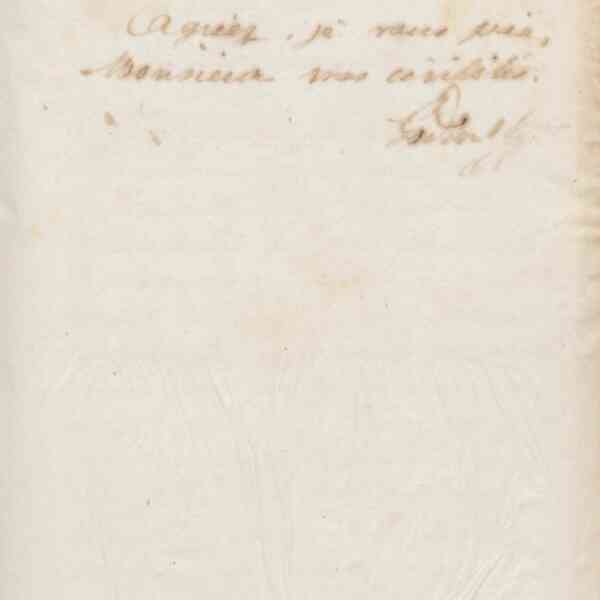 Agréez, je vous prie,
Monsieur mes civilités.